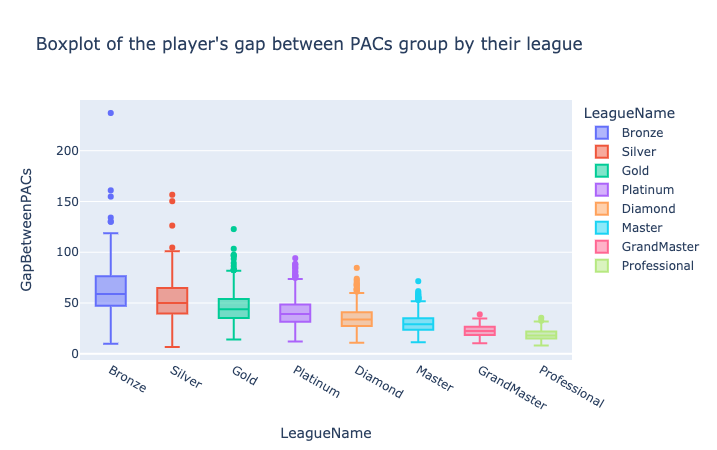 Boxplot of the player's gap between PACs group by their league
GapBetweenPACs
200
150
100
50
0
Bronze
Silver
Gold
Platinum
Diamond
Master
GrandMaster
Professional
LeagueName
LeagueName
Bronze
Silver
Gold
Platinum
Diamond
Master
GrandMaster
Professional